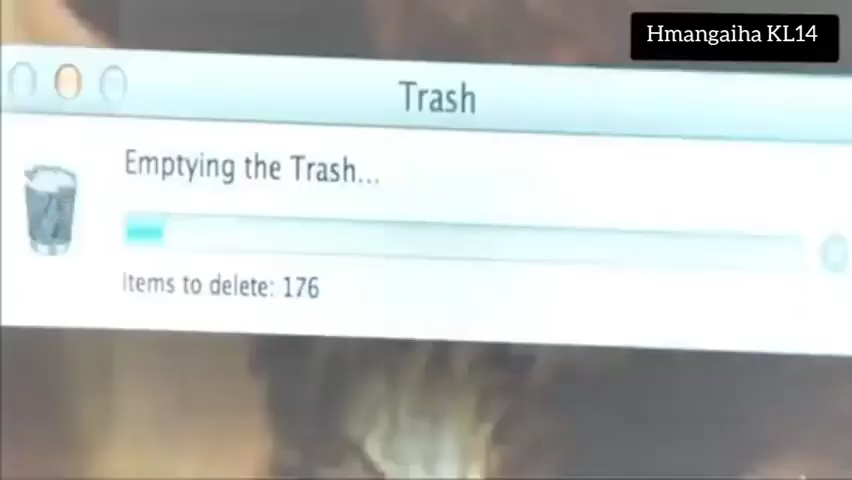 Hmangaiha KL14
Trash
Emptying the Trash...
Items to delete: 176